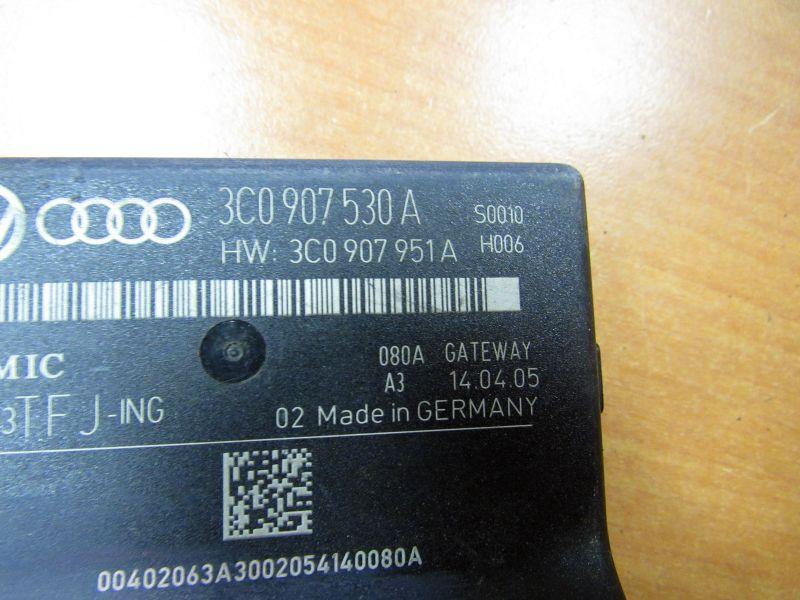 3C0 907 530 A S0010
HW: 3C0 907 951 A H006
MIC
080A GATEWAY
A3 14.04.05
3TFJ-ING
02 Made in GERMANY
00402063A3002054140080A